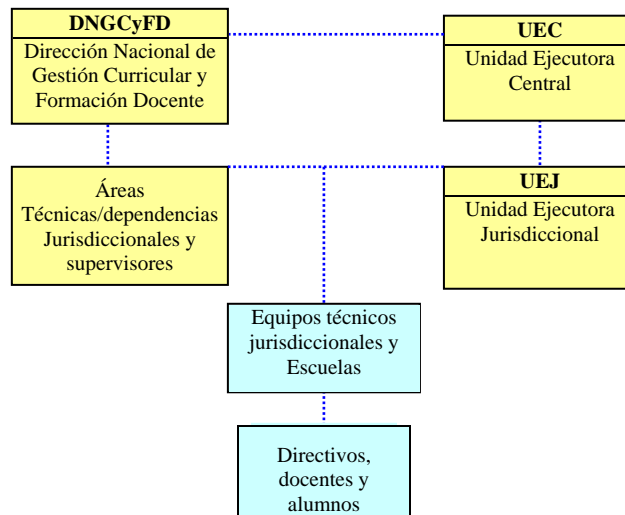 DNGCyFD
Dirección Nacional de
Gestión Curricular y
Formación Docente
UEC
Unidad Ejecutora
Central
Áreas
Técnicas/dependencias
Jurisdiccionales y
supervisores
UEJ
Unidad Ejecutora
Jurisdiccional
Equipos técnicos
jurisdiccionales y
Escuelas
Directivos,
docentes y
alumnos